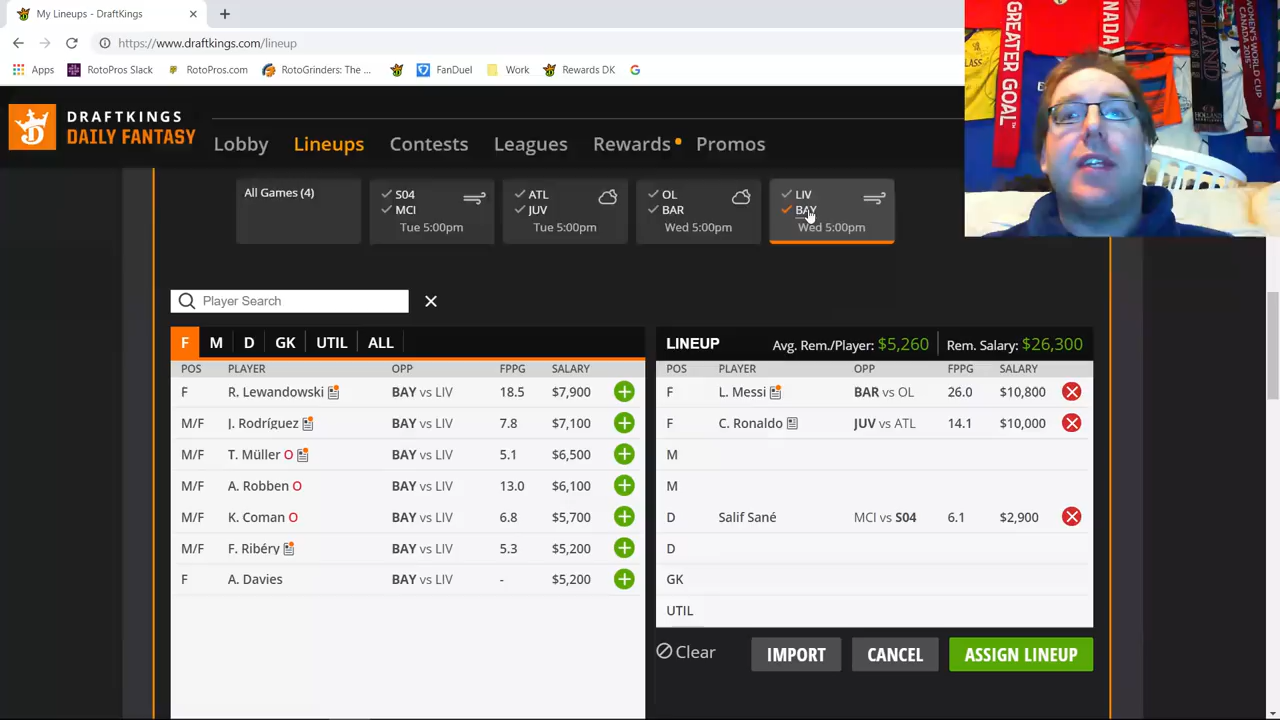 My Lineups - DraftKings
https://www.draftkings.com/lineup
Apps RotoPros Slack RotoPros.com RotoGrinders: The ... FanDuel Work Rewards DK
DRAFTKINGS
DAILY FANTASY
Lobby Lineups Contests Leagues Rewards Promos
GREATER GOAL™
HOLLAND
WOMEN'S WORLD CUP
CANADA 2015
All Games (4)
S04
MCI
Tue 5:00pm
ATL
JUV
Tue 5:00pm
OL
BAR
Wed 5:00pm
LIV
BAY
Wed 5:00pm
Player Search
F M D GK UTIL ALL
POS PLAYER OPP FPPG SALARY
F R. Lewandowski BAY vs LIV 18.5 $7,900
M/F J. Rodríguez BAY vs LIV 7.8 $7,100
M/F T. Müller O BAY vs LIV 5.1 $6,500
M/F A. Robben O BAY vs LIV 13.0 $6,100
M/F K. Coman O BAY vs LIV 6.8 $5,700
M/F F. Ribéry BAY vs LIV 5.3 $5,200
F A. Davies BAY vs LIV - $5,200
LINEUP Avg. Rem./Player: $5,260 Rem. Salary: $26,300
POS PLAYER OPP FPPG SALARY
F L. Messi BAR vs OL 26.0 $10,800
F C. Ronaldo JUV vs ATL 14.1 $10,000
M
M
D Salif Sané MCI vs S04 6.1 $2,900
D
GK
UTIL
Clear IMPORT CANCEL ASSIGN LINEUP